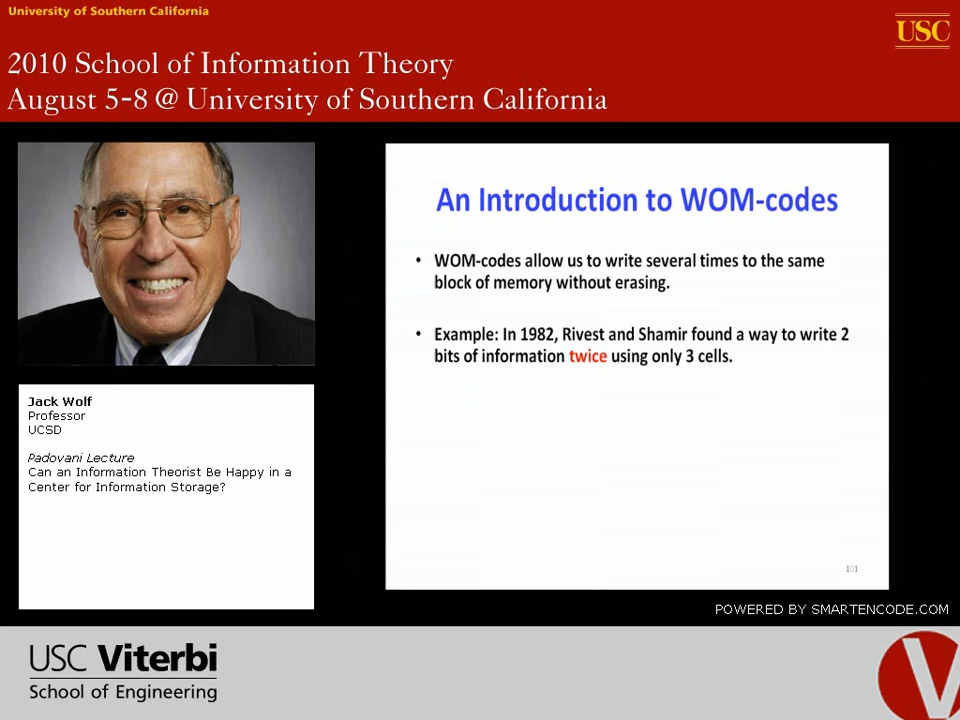 University of Southern California
USC
2010 School of Information Theory
August 5-8 @ University of Southern California
An Introduction to WOM-codes
• WOM-codes allow us to write several times to the same
block of memory without erasing.
• Example: In 1982, Rivest and Shamir found a way to write 2
bits of information twice using only 3 cells.
101
Jack Wolf
Professor
UCSD
Padovani Lecture
Can an Information Theorist Be Happy in a
Center for Information Storage?
POWERED BY SMARTENCODE.COM
USC Viterbi
School of Engineering
V